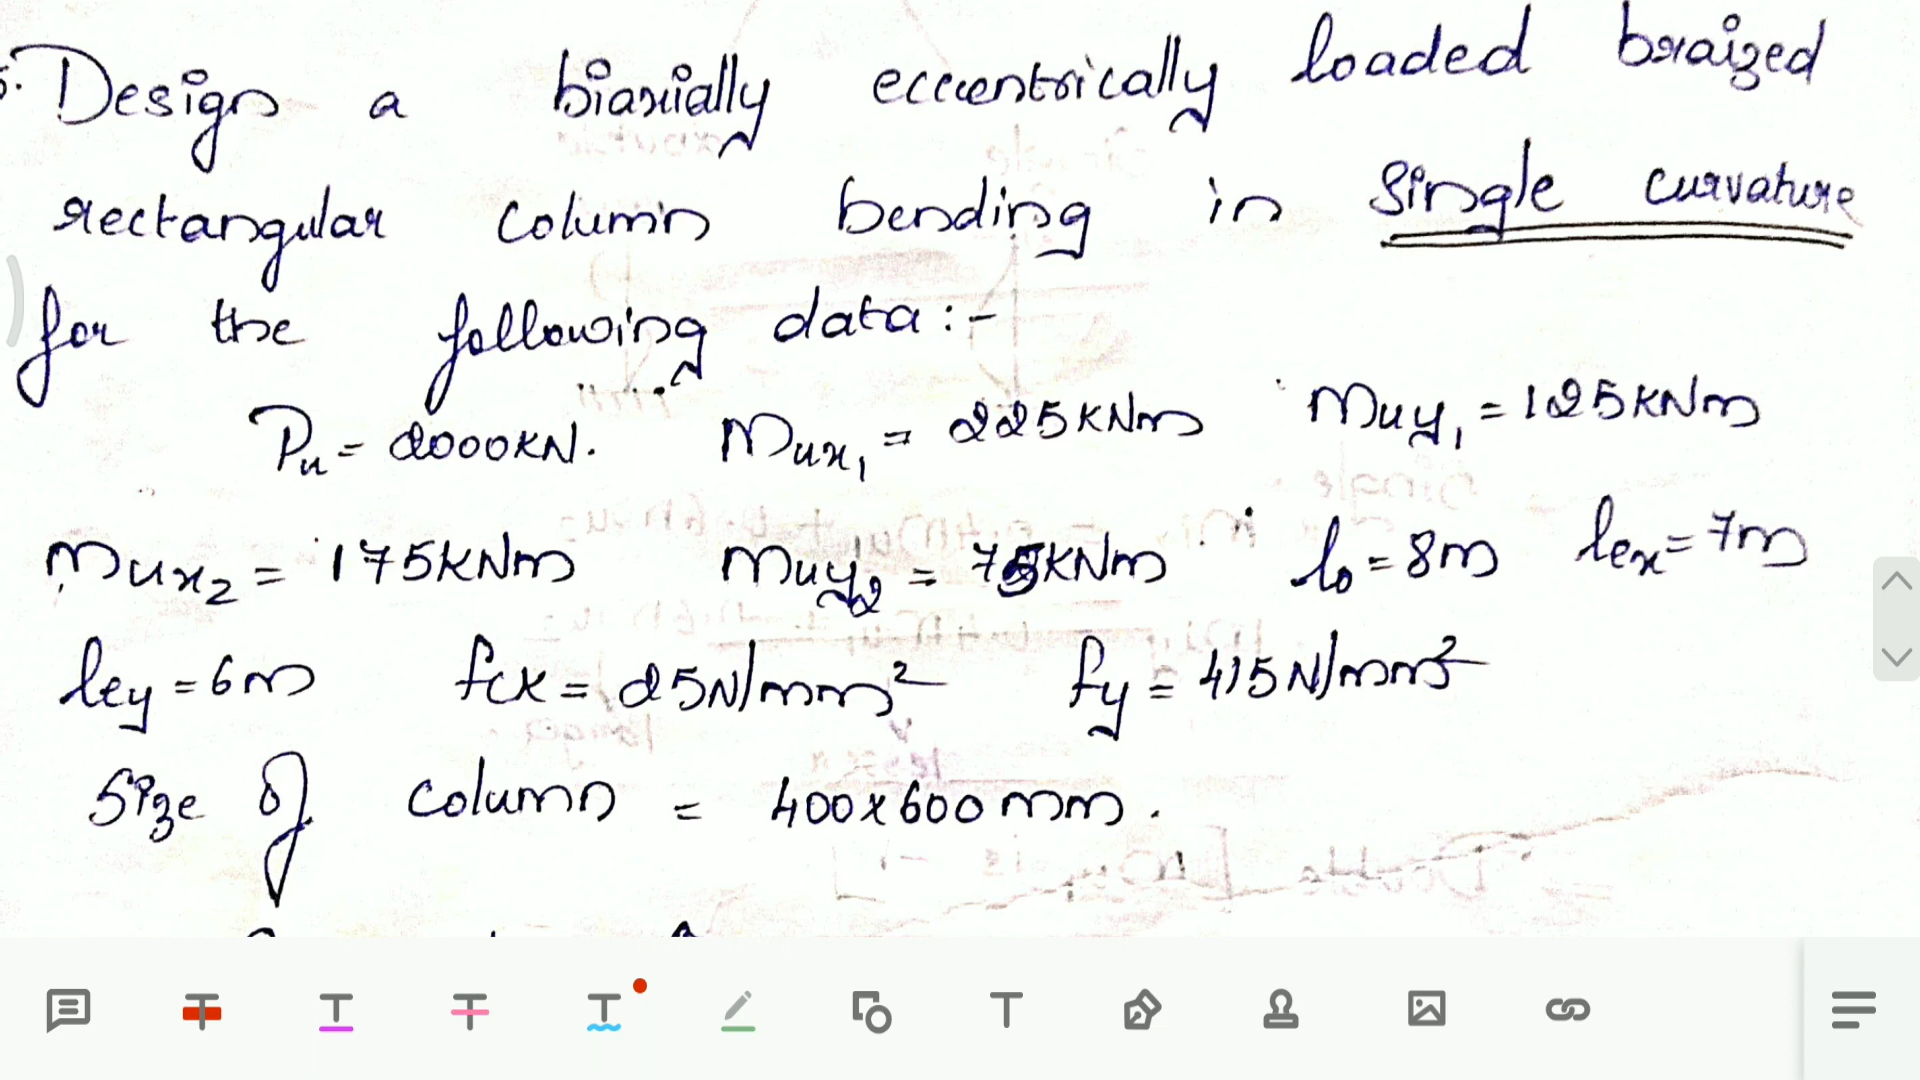 5. Design a biaxially eccentrically loaded braized
rectangular column bending in Single curvature
for the following data :-
Pu = 2000KN. Mux1 = 225KNm Muy1 = 125KNm
Mux2 = 175KNm Muy2 = 75KNm lo = 8m lex = 7m
ley = 6m fck = 25N/mm² fy = 415N/mm²
Size of column = 400x600mm.